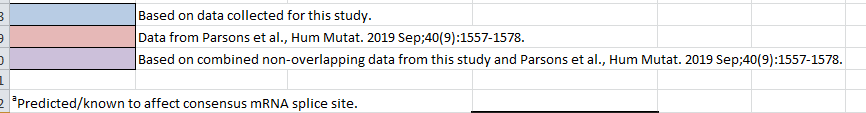 Based on data collected for this study.
Data from Parsons et al., Hum Mutat. 2019 Sep;40(9):1557-1578.
Based on combined non-overlapping data from this study and Parsons et al., Hum Mutat. 2019 Sep;40(9):1557-1578.
aPredicted/known to affect consensus mRNA splice site.